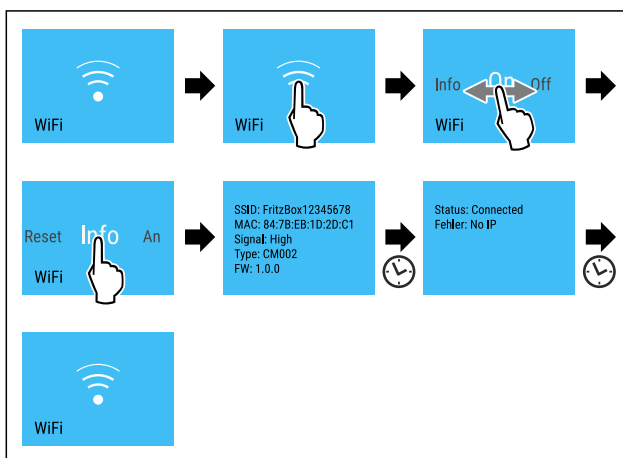 WiFi
WiFi
Info On Off
WiFi
Reset Info An
WiFi
SSID: FritzBox12345678
MAC: 84:7B:EB:1D:2D:C1
Signal: High
Type: CM002
FW: 1.0.0
Status: Connected
Fehler: No IP
WiFi